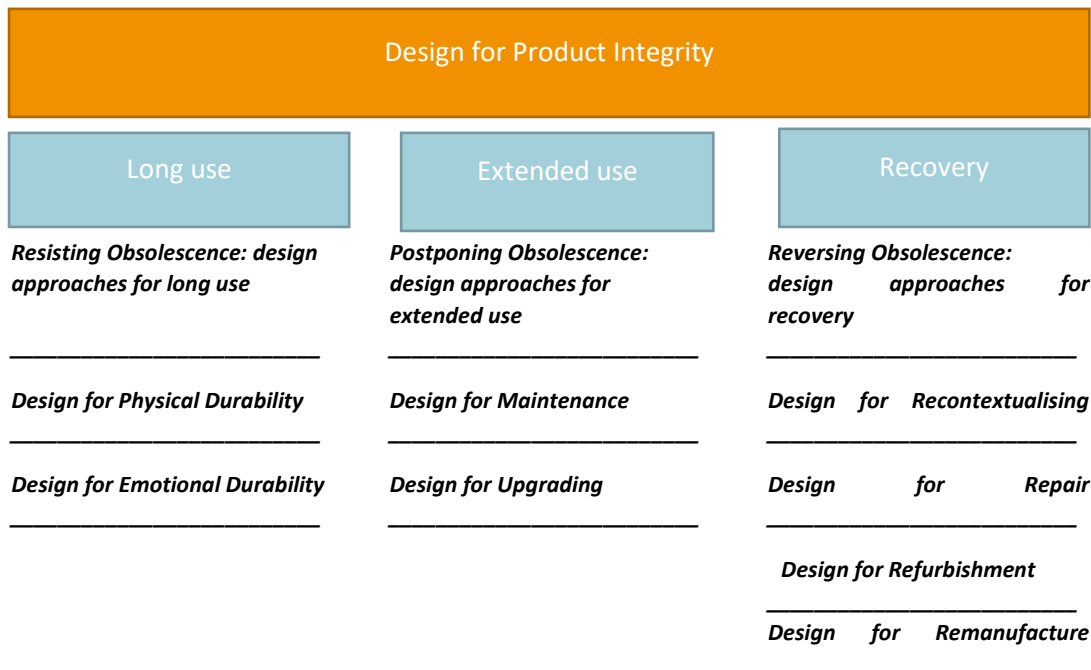 Design for Product Integrity
Long use
Extended use
Recovery
Resisting Obsolescence: design
approaches for long use
Design for Physical Durability
Design for Emotional Durability
Postponing Obsolescence:
design approaches for
extended use
Design for Maintenance
Design for Upgrading
Reversing Obsolescence:
design approaches for
recovery
Design for Recontextualising
Design for Repair
Design for Refurbishment
Design for Remanufacture